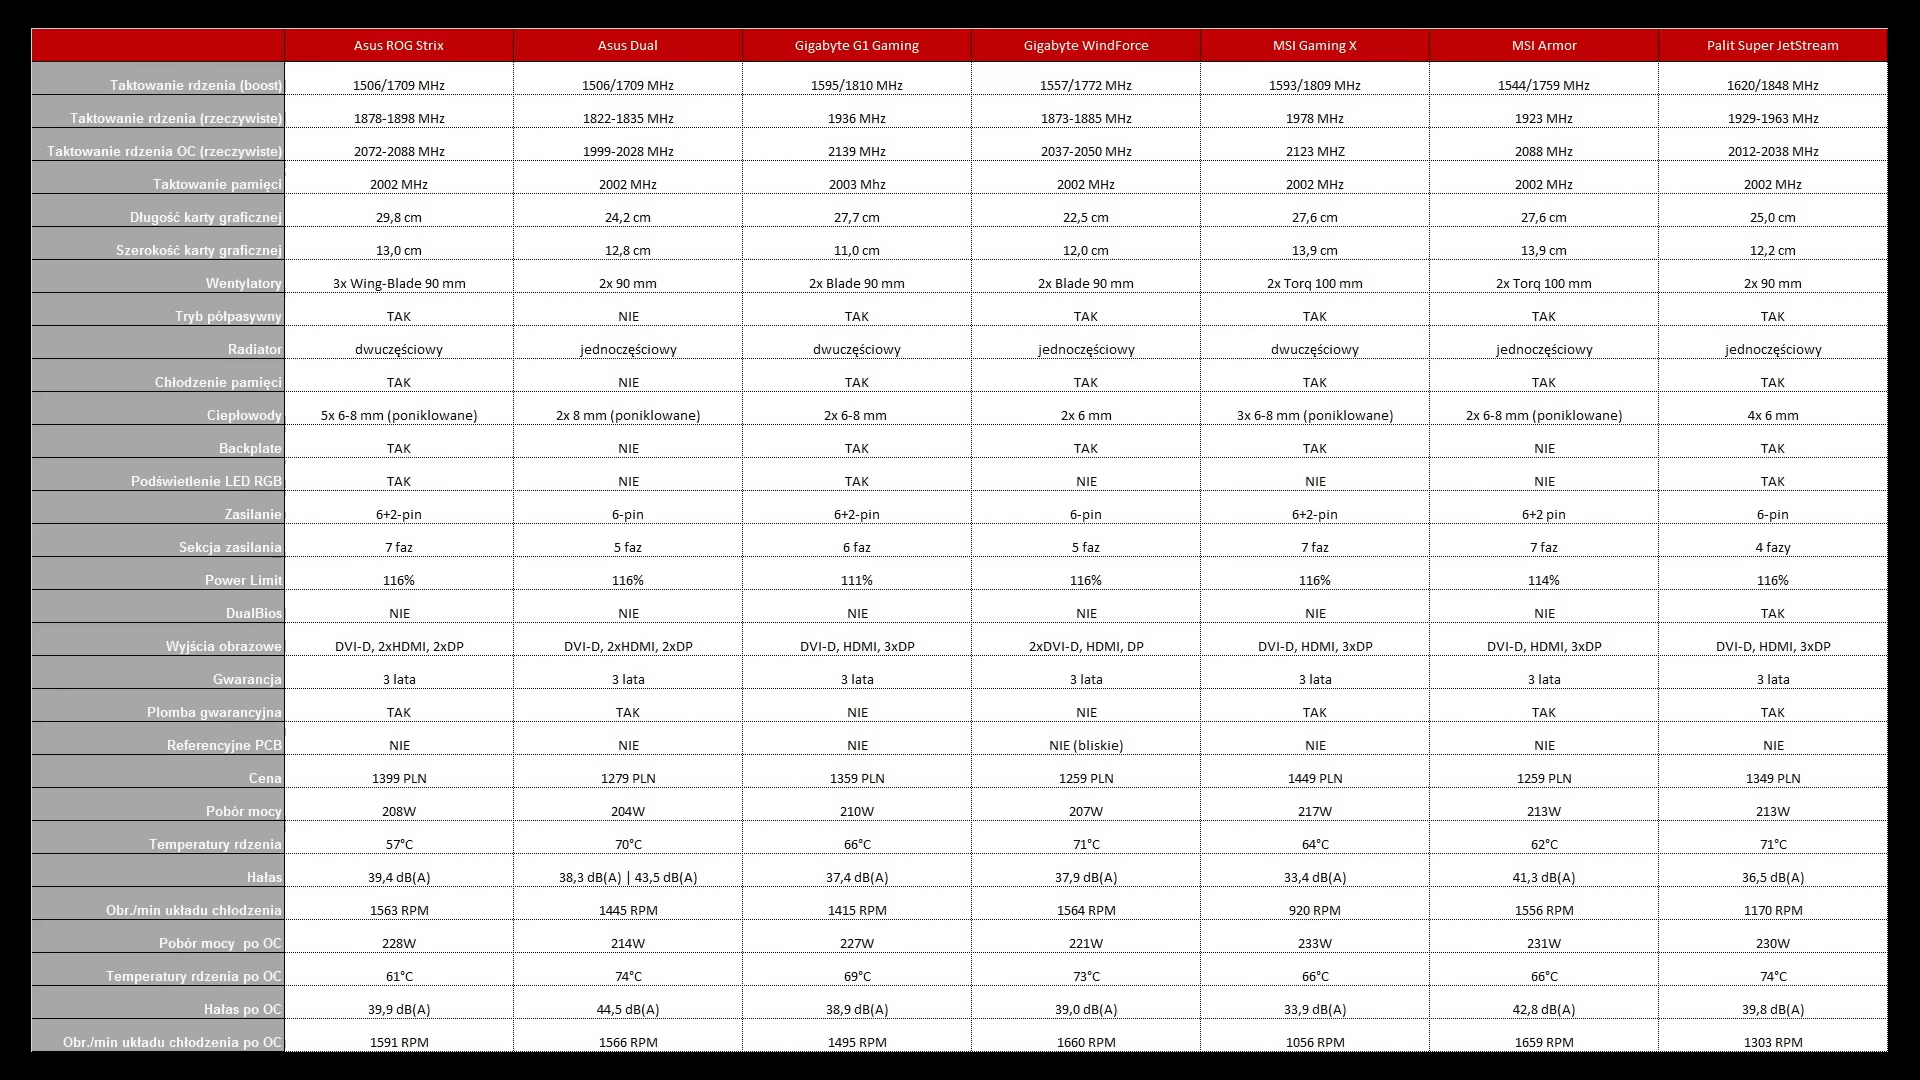 Asus ROG Strix Asus Dual Gigabyte G1 Gaming Gigabyte WindForce MSI Gaming X MSI Armor Palit Super JetStream
Taktowanie rdzenia (boost) 1506/1709 MHz 1506/1709 MHz 1595/1810 MHz 1557/1772 MHz 1593/1809 MHz 1544/1759 MHz 1620/1848 MHz
Taktowanie rdzenia (rzeczywiste) 1878-1898 MHz 1822-1835 MHz 1936 MHz 1873-1885 MHz 1978 MHz 1923 MHz 1929-1963 MHz
Taktowanie rdzenia OC (rzeczywiste) 2072-2088 MHz 1999-2028 MHz 2139 MHz 2037-2050 MHz 2123 MHZ 2088 MHz 2012-2038 MHz
Taktowanie pamięci 2002 MHz 2002 MHz 2003 Mhz 2002 MHz 2002 MHz 2002 MHz 2002 MHz
Długość karty graficznej 29,8 cm 24,2 cm 27,7 cm 22,5 cm 27,6 cm 27,6 cm 25,0 cm
Szerokość karty graficznej 13,0 cm 12,8 cm 11,0 cm 12,0 cm 13,9 cm 13,9 cm 12,2 cm
Wentylatory 3x Wing-Blade 90 mm 2x 90 mm 2x Blade 90 mm 2x Blade 90 mm 2x Torq 100 mm 2x Torq 100 mm 2x 90 mm
Tryb półpasywny TAK NIE TAK TAK TAK TAK TAK
Radiator dwuczęściowy jednoczęściowy dwuczęściowy jednoczęściowy dwuczęściowy jednoczęściowy jednoczęściowy
Chłodzenie pamięci TAK NIE TAK TAK TAK TAK TAK
Ciepłowody 5x 6-8 mm (poniklowane) 2x 8 mm (poniklowane) 2x 6-8 mm 2x 6 mm 3x 6-8 mm (poniklowane) 2x 6-8 mm (poniklowane) 4x 6 mm
Backplate TAK NIE TAK TAK TAK NIE TAK
Podświetlenie LED RGB TAK NIE TAK NIE NIE NIE TAK
Zasilanie 6+2-pin 6-pin 6+2-pin 6-pin 6+2-pin 6+2 pin 6-pin
Sekcja zasilania 7 faz 5 faz 6 faz 5 faz 7 faz 7 faz 4 fazy
Power Limit 116% 116% 111% 116% 116% 114% 116%
DualBios NIE NIE NIE NIE NIE NIE TAK
Wyjścia obrazowe DVI-D, 2xHDMI, 2xDP DVI-D, 2xHDMI, 2xDP DVI-D, HDMI, 3xDP 2xDVI-D, HDMI, DP DVI-D, HDMI, 3xDP DVI-D, HDMI, 3xDP DVI-D, HDMI, 3xDP
Gwarancja 3 lata 3 lata 3 lata 3 lata 3 lata 3 lata 3 lata
Plomba gwarancyjna TAK TAK NIE NIE TAK TAK TAK
Referencyjne PCB NIE NIE NIE NIE (bliskie) NIE NIE NIE
Cena 1399 PLN 1279 PLN 1359 PLN 1259 PLN 1449 PLN 1259 PLN 1349 PLN
Pobór mocy 208W 204W 210W 207W 217W 213W 213W
Temperatury rdzenia 57°C 70°C 66°C 71°C 64°C 62°C 71°C
Hałas 39,4 dB(A) 38,3 dB(A) | 43,5 dB(A) 37,4 dB(A) 37,9 dB(A) 33,4 dB(A) 41,3 dB(A) 36,5 dB(A)
Obr./min układu chłodzenia 1563 RPM 1445 RPM 1415 RPM 1564 RPM 920 RPM 1556 RPM 1170 RPM
Pobór mocy po OC 228W 214W 227W 221W 233W 231W 230W
Temperatury rdzenia po OC 61°C 74°C 69°C 73°C 66°C 66°C 74°C
Hałas po OC 39,9 dB(A) 44,5 dB(A) 38,9 dB(A) 39,0 dB(A) 33,9 dB(A) 42,8 dB(A) 39,8 dB(A)
Obr./min układu chłodzenia po OC 1591 RPM 1566 RPM 1495 RPM 1660 RPM 1056 RPM 1659 RPM 1303 RPM